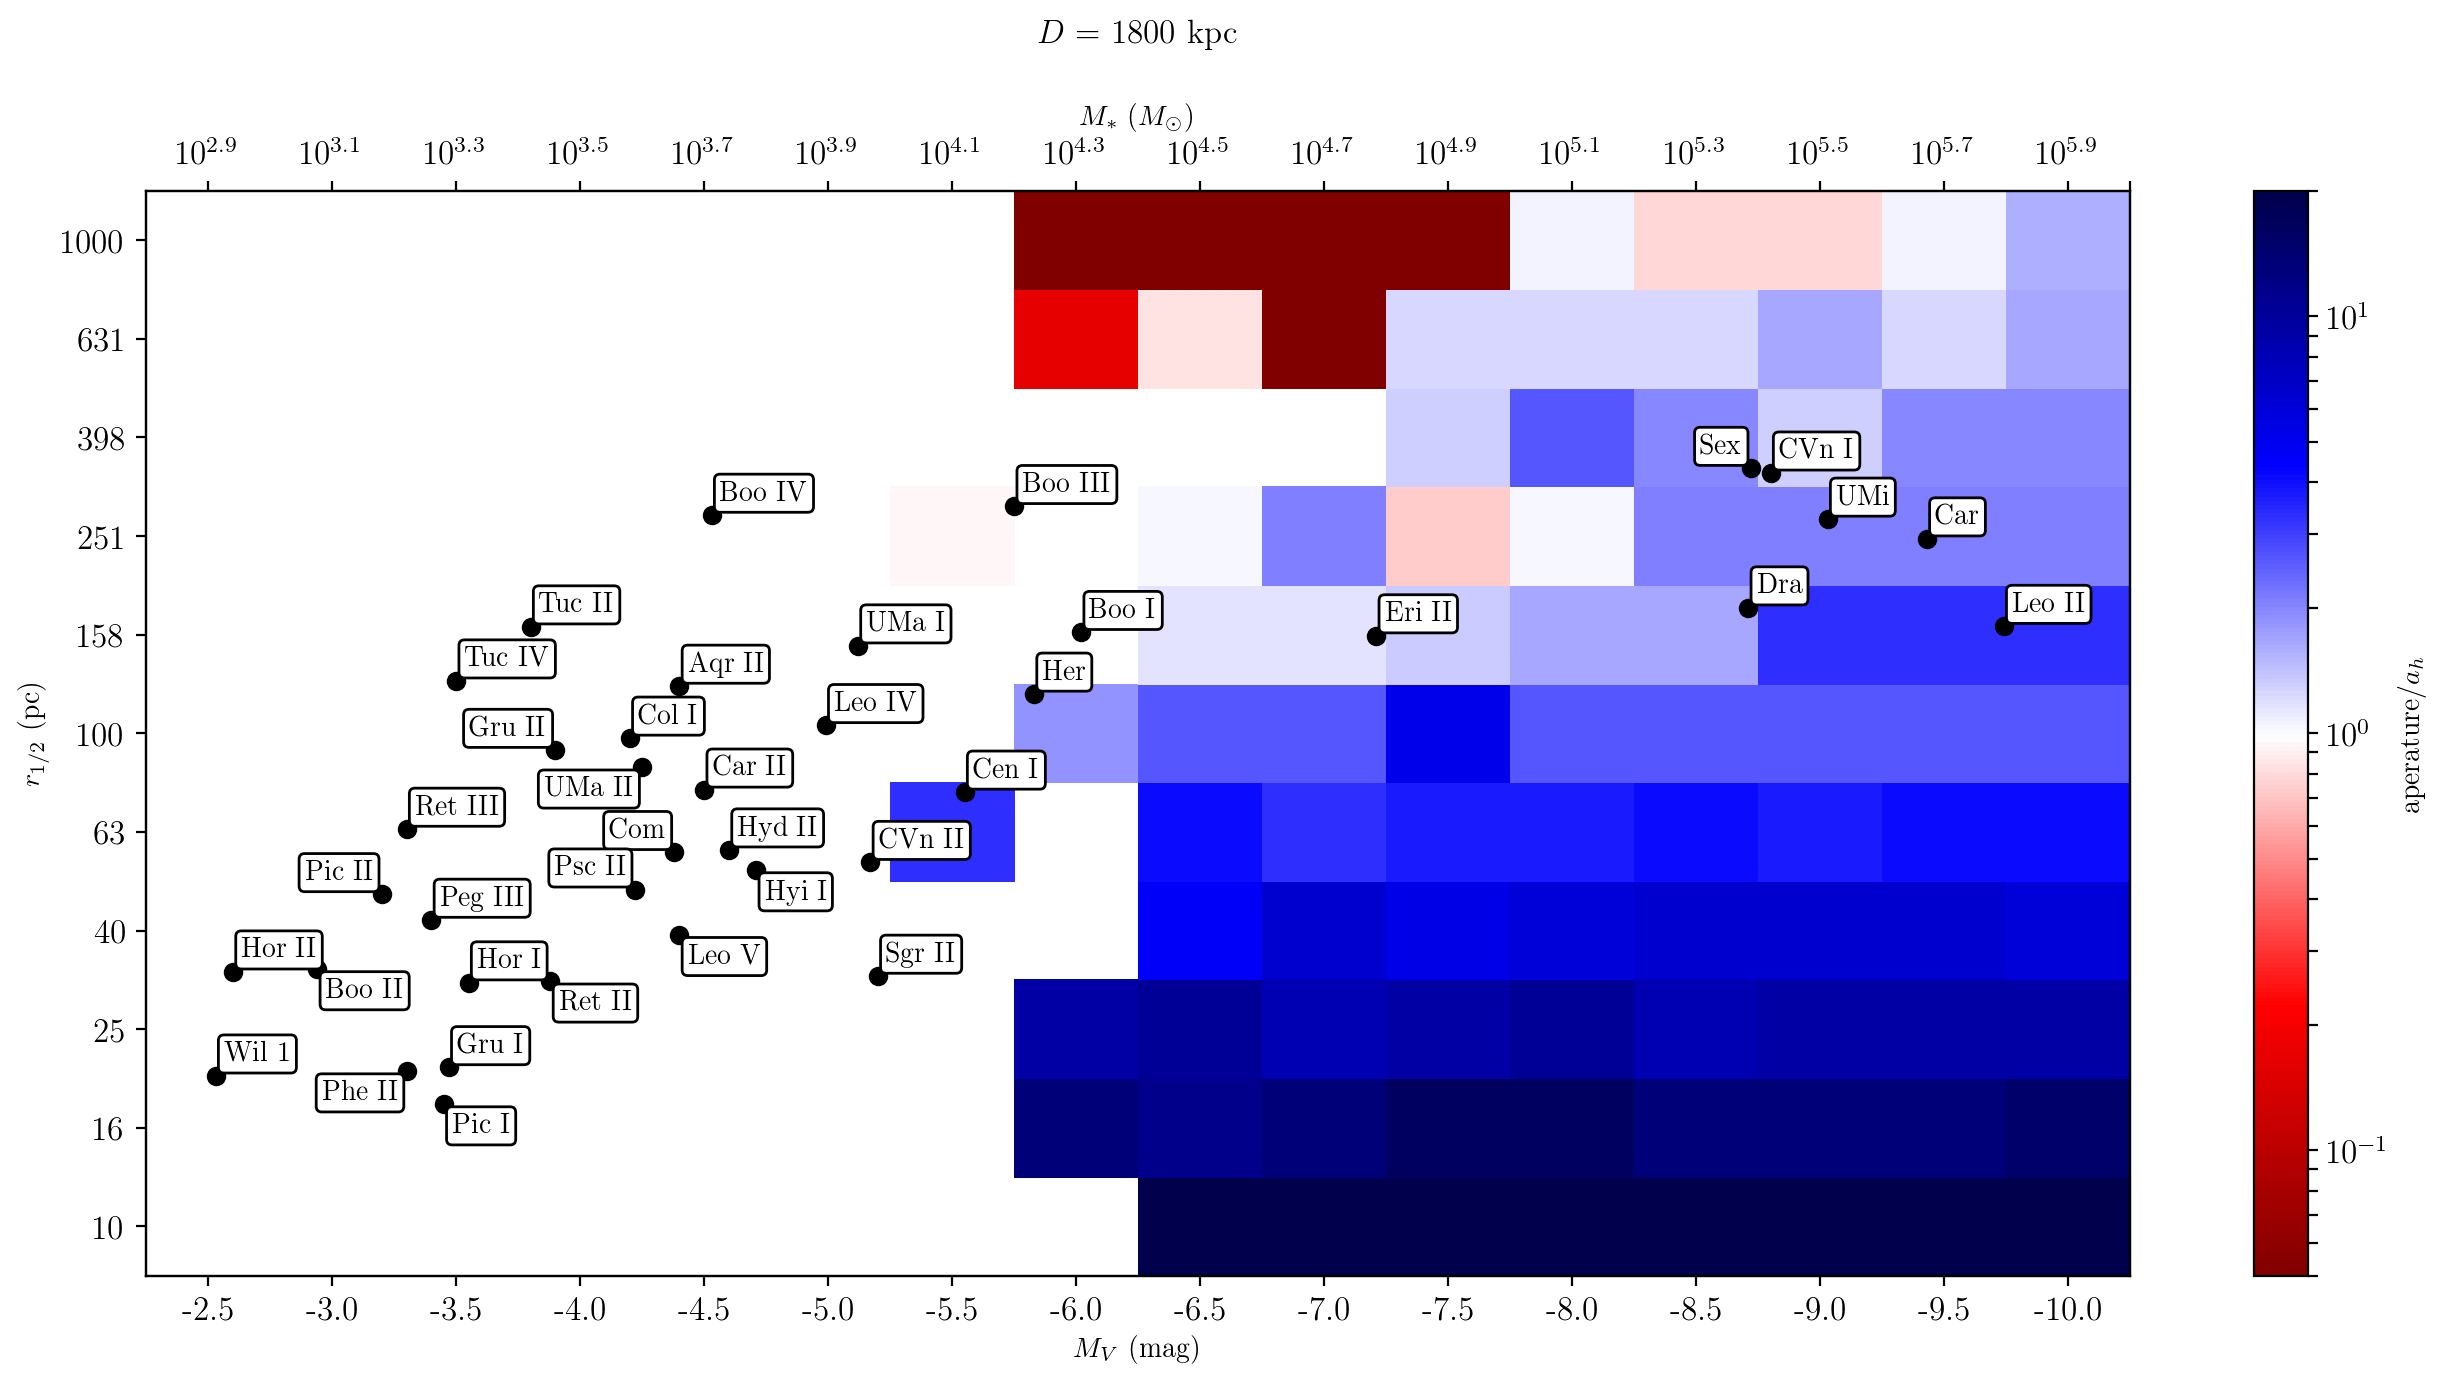 D = 1800 kpc
M* (M⊙)
10^2.9 10^3.1 10^3.3 10^3.5 10^3.7 10^3.9 10^4.1 10^4.3 10^4.5 10^4.7 10^4.9 10^5.1 10^5.3 10^5.5 10^5.7 10^5.9
1000
631
398
251
158
100
63
40
25
16
10
r1/2 (pc)
Sex
CVn I
Boo IV
Boo III
UMi
Car
Tuc II
Boo I
UMa I
Eri II
Dra
Leo II
Tuc IV
Aqr II
Her
Gru II
Col I
Leo IV
UMa II
Car II
Cen I
Ret III
Com
Hyd II
CVn II
Pic II
Psc II
Peg III
Hyi I
Hor II
Boo II
Hor I
Ret II
Leo V
Sgr II
Wil 1
Gru I
Phe II
Pic I
-2.5 -3.0 -3.5 -4.0 -4.5 -5.0 -5.5 -6.0 -6.5 -7.0 -7.5 -8.0 -8.5 -9.0 -9.5 -10.0
MV (mag)
10^1
10^0
10^−1
aperature/ah